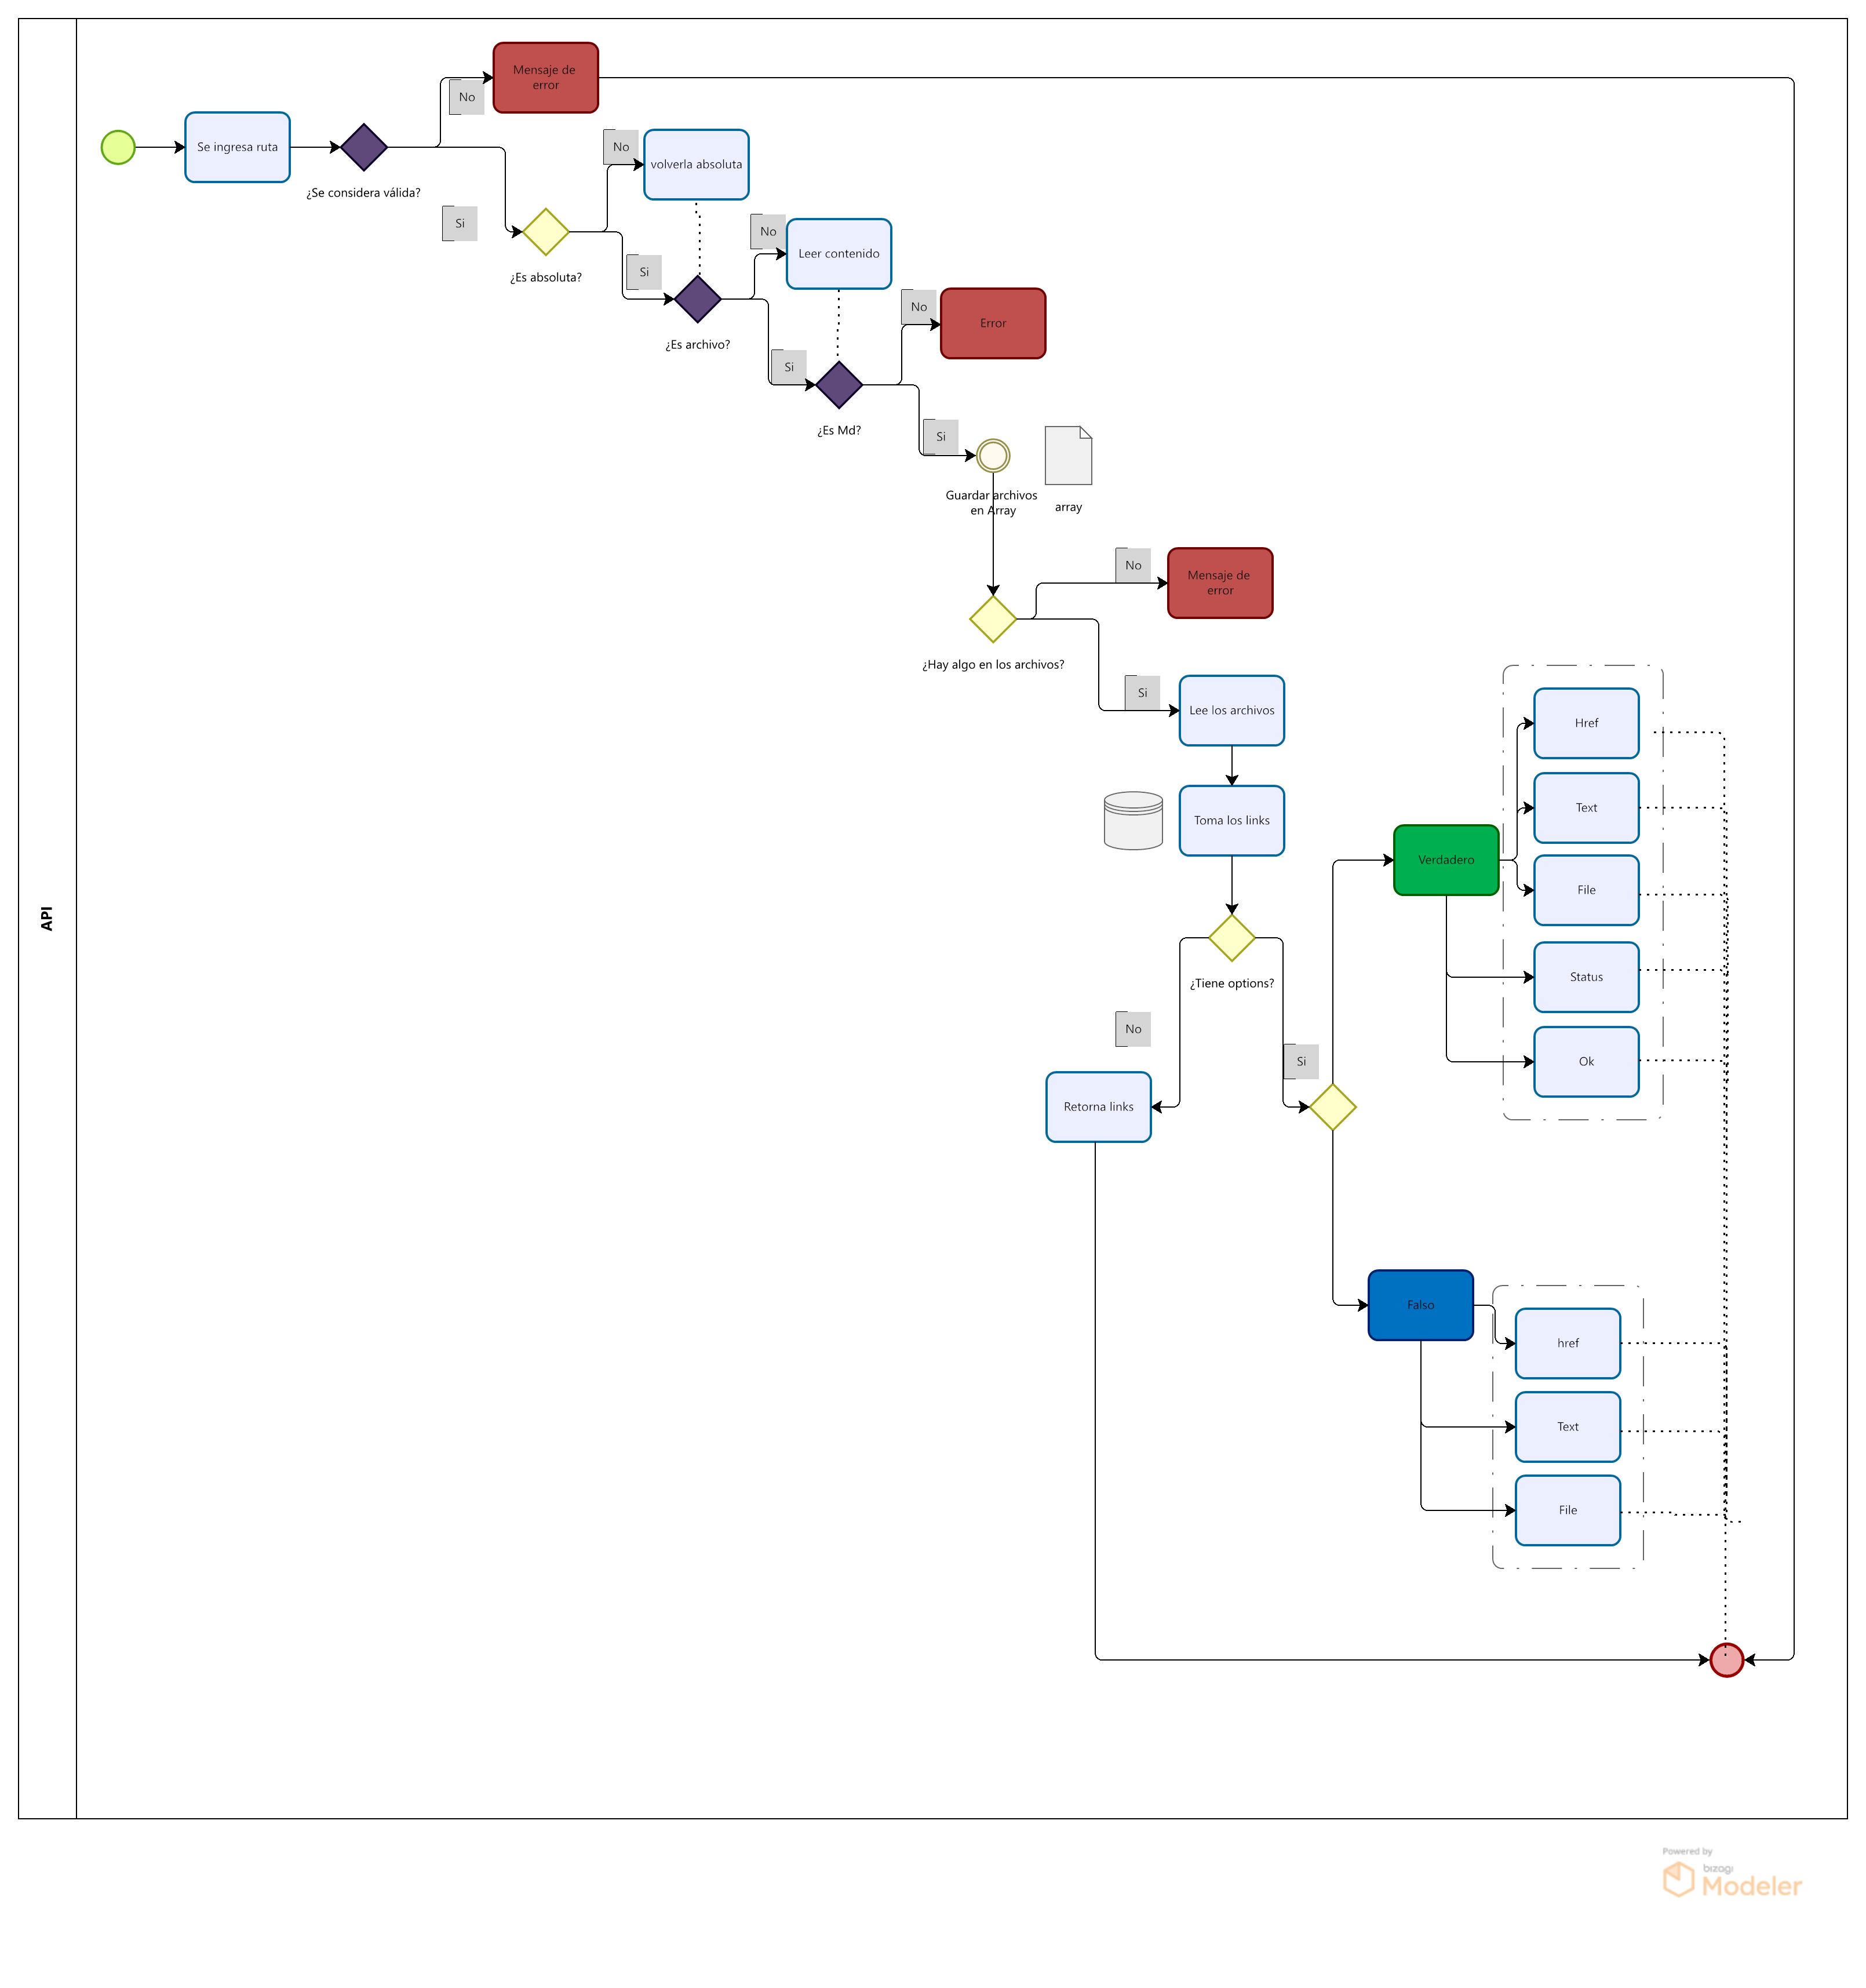 API
Mensaje de
error
No
Se ingresa ruta
¿Se considera válida?
No
volverla absoluta
Si
¿Es absoluta?
No
Leer contenido
Si
¿Es archivo?
No
Error
Si
¿Es Md?
Si
Guardar archivos
en Array
array
No
Mensaje de
error
¿Hay algo en los archivos?
Si
Lee los archivos
Href
Toma los links
Text
Verdadero
File
¿Tiene options?
Status
No
Si
Ok
Retorna links
Falso
href
Text
File
Powered by
bizagi
Modeler